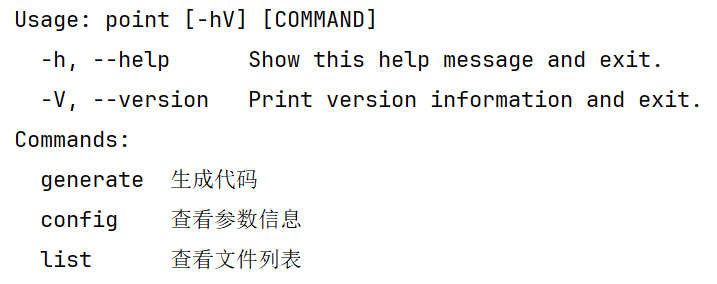 Usage: point [-hV] [COMMAND]
  -h, --help      Show this help message and exit.
  -V, --version   Print version information and exit.
Commands:
  generate  生成代码
  config    查看参数信息
  list      查看文件列表